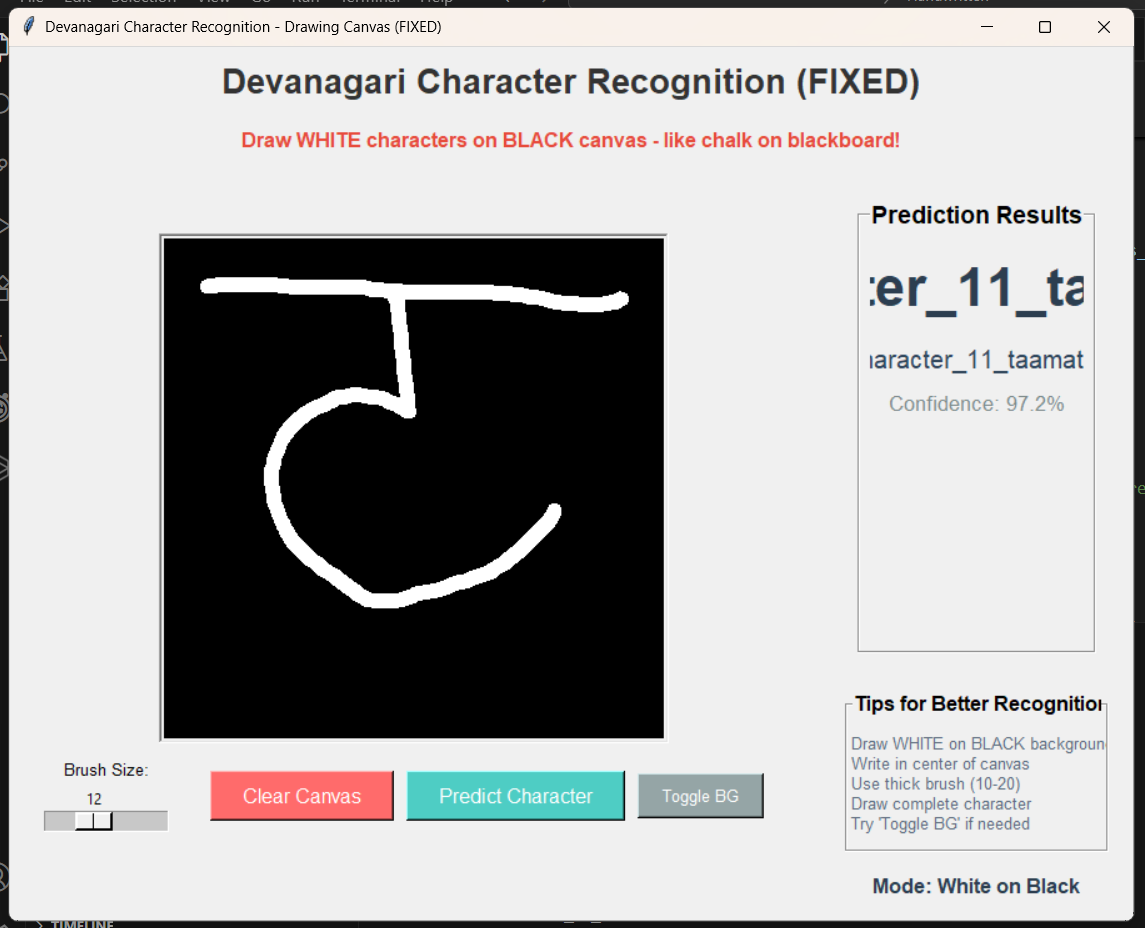 Devanagari Character Recognition - Drawing Canvas (FIXED)
Devanagari Character Recognition (FIXED)
Draw WHITE characters on BLACK canvas - like chalk on blackboard!
Prediction Results
ter_11_ta
haracter_11_taamat
Confidence: 97.2%
ट
Tips for Better Recognition
Draw WHITE on BLACK backgroun
Write in center of canvas
Use thick brush (10-20)
Draw complete character
Try 'Toggle BG' if needed
Brush Size:
12
Clear Canvas
Predict Character
Toggle BG
Mode: White on Black
TIMELINE